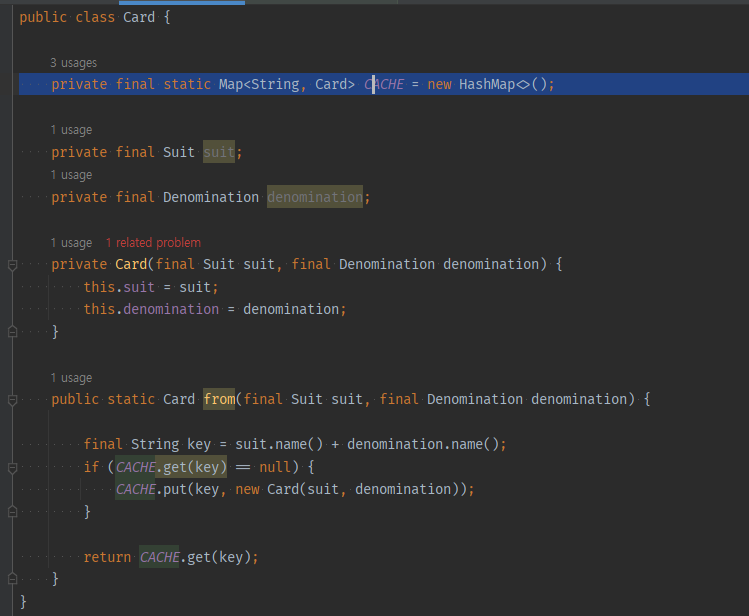 public class Card {
3 usages
private final static Map<String, Card> CACHE = new HashMap<>();
1 usage
private final Suit suit;
1 usage
private final Denomination denomination;
1 usage   1 related problem
private Card(final Suit suit, final Denomination denomination) {
this.suit = suit;
this.denomination = denomination;
}
1 usage
public static Card from(final Suit suit, final Denomination denomination) {
final String key = suit.name() + denomination.name();
if (CACHE.get(key) == null) {
CACHE.put(key, new Card(suit, denomination));
}
return CACHE.get(key);
}
}